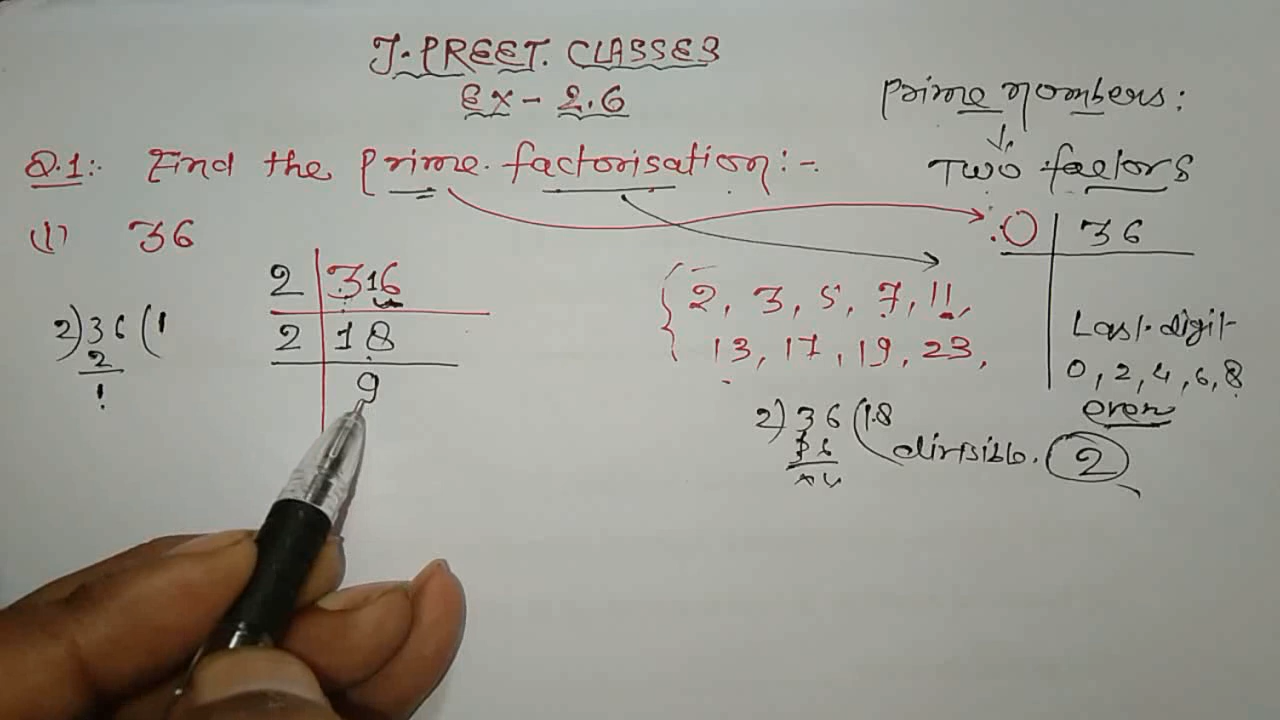 J. PREET. CLASSES
EX - 2.6
Q.1:- Find the prime factorisation:-
(1) 36
2) 36 ( 1
2
1
2 | 316
2 | 18
9
Prime numbers:
Two factors
O | 36
2, 3, 5, 7, 11,
13, 17, 19, 23,
Last digit
0, 2, 4, 6, 8
even
2) 36 ( 18
36
divisible. 2